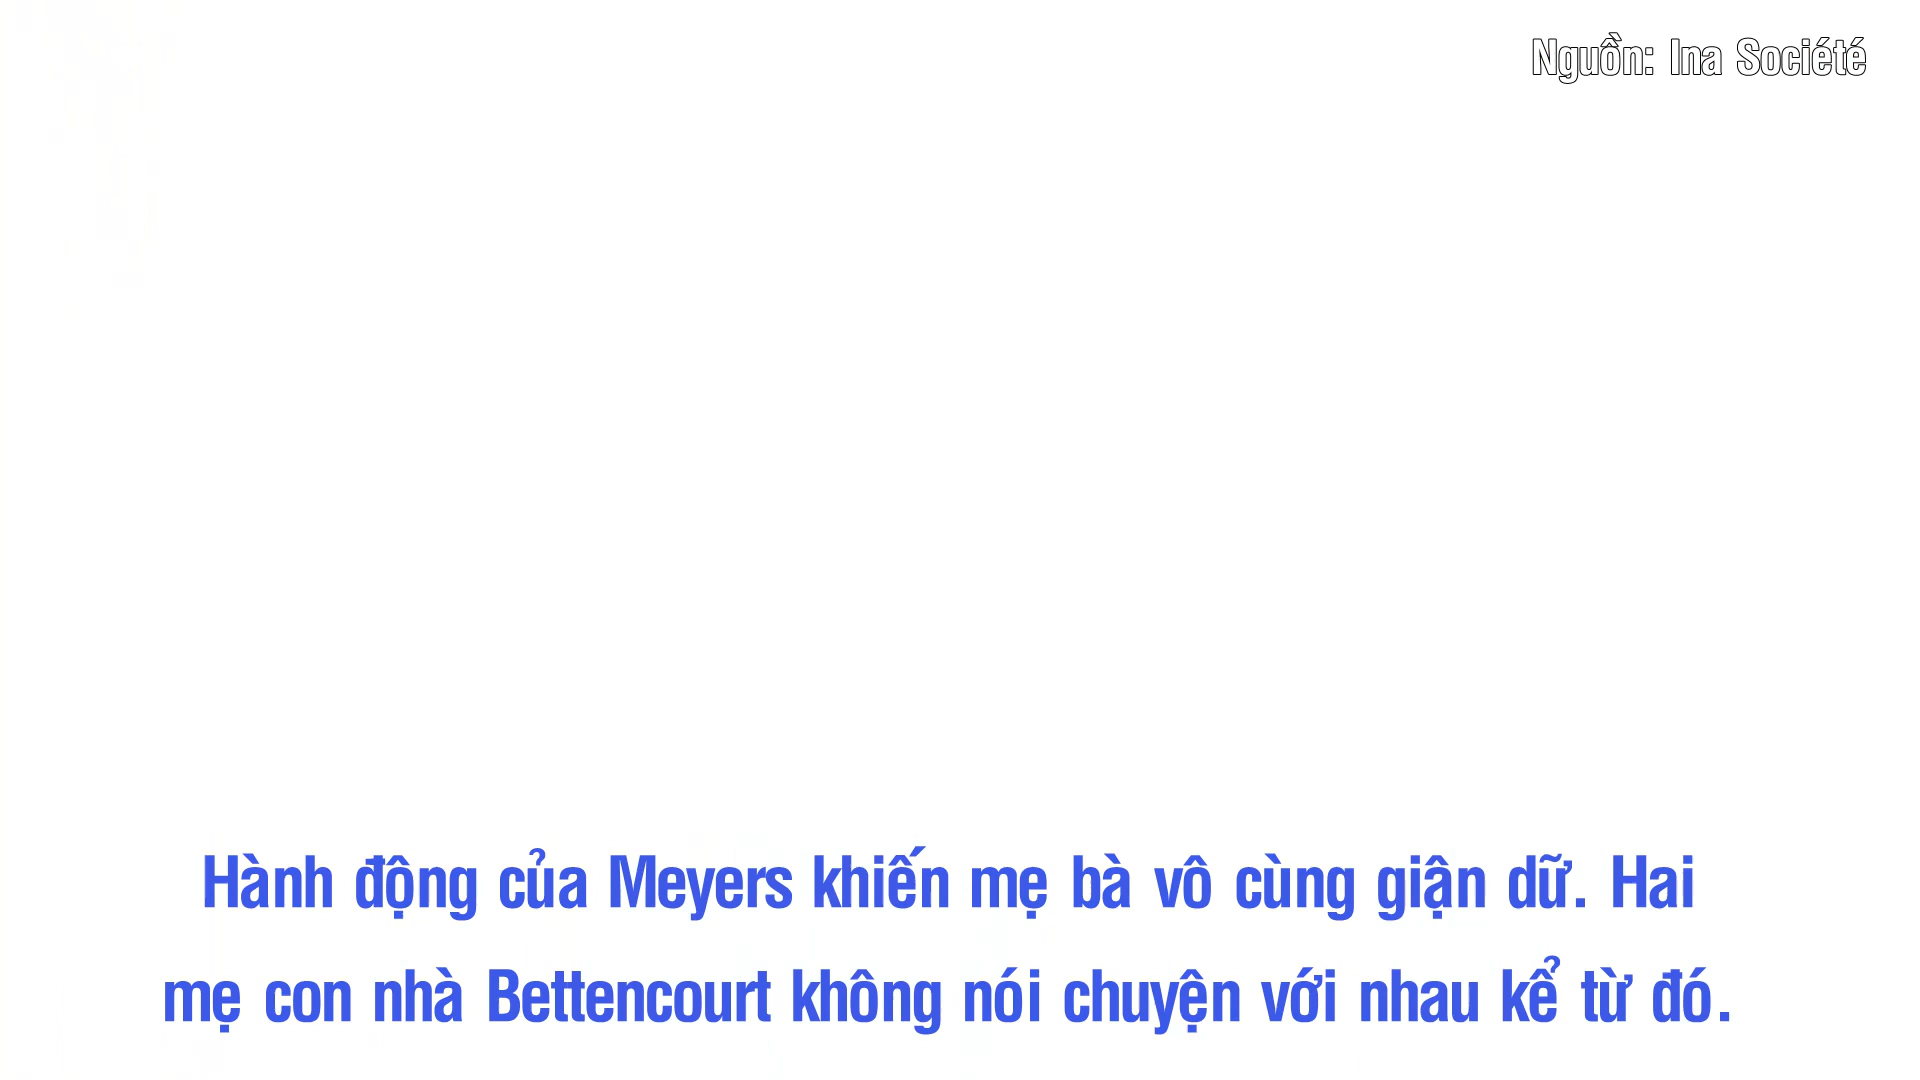 Nguồn: Ina Société
Hành động của Meyers khiến mẹ bà vô cùng giận dữ. Hai
mẹ con nhà Bettencourt không nói chuyện với nhau kể từ đó.